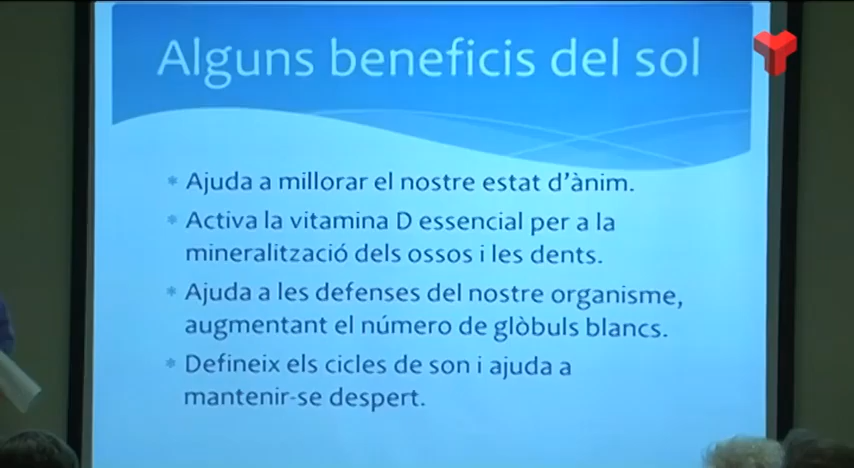 Alguns beneficis del sol
Ajuda a millorar el nostre estat d'ànim.
Activa la vitamina D essencial per a la
mineralització dels ossos i les dents.
Ajuda a les defenses del nostre organisme,
augmentant el número de glòbuls blancs.
Defineix els cicles de son i ajuda a
mantenir-se despert.